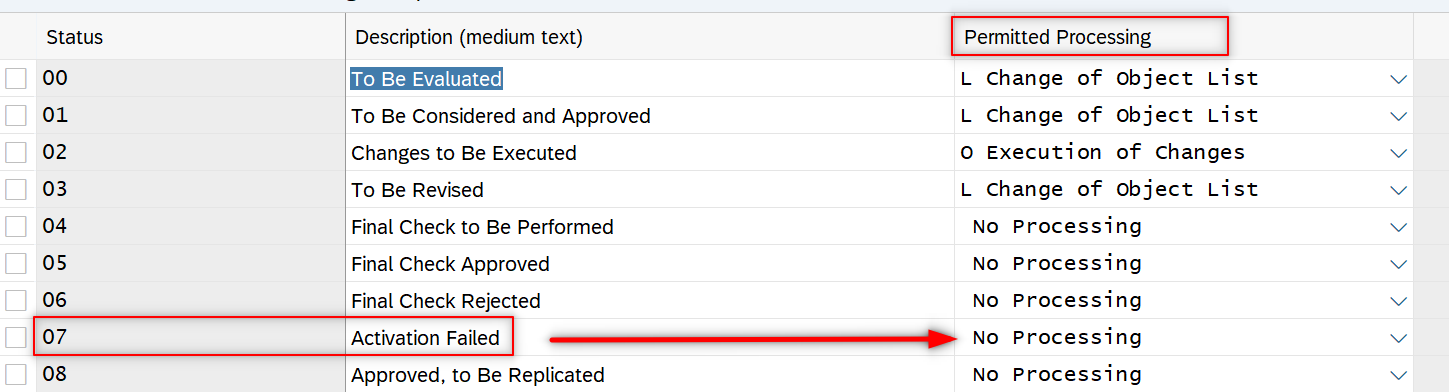 Status Description (medium text) Permitted Processing
00 To Be Evaluated L Change of Object List
01 To Be Considered and Approved L Change of Object List
02 Changes to Be Executed O Execution of Changes
03 To Be Revised L Change of Object List
04 Final Check to Be Performed No Processing
05 Final Check Approved No Processing
06 Final Check Rejected No Processing
07 Activation Failed No Processing
08 Approved, to Be Replicated No Processing